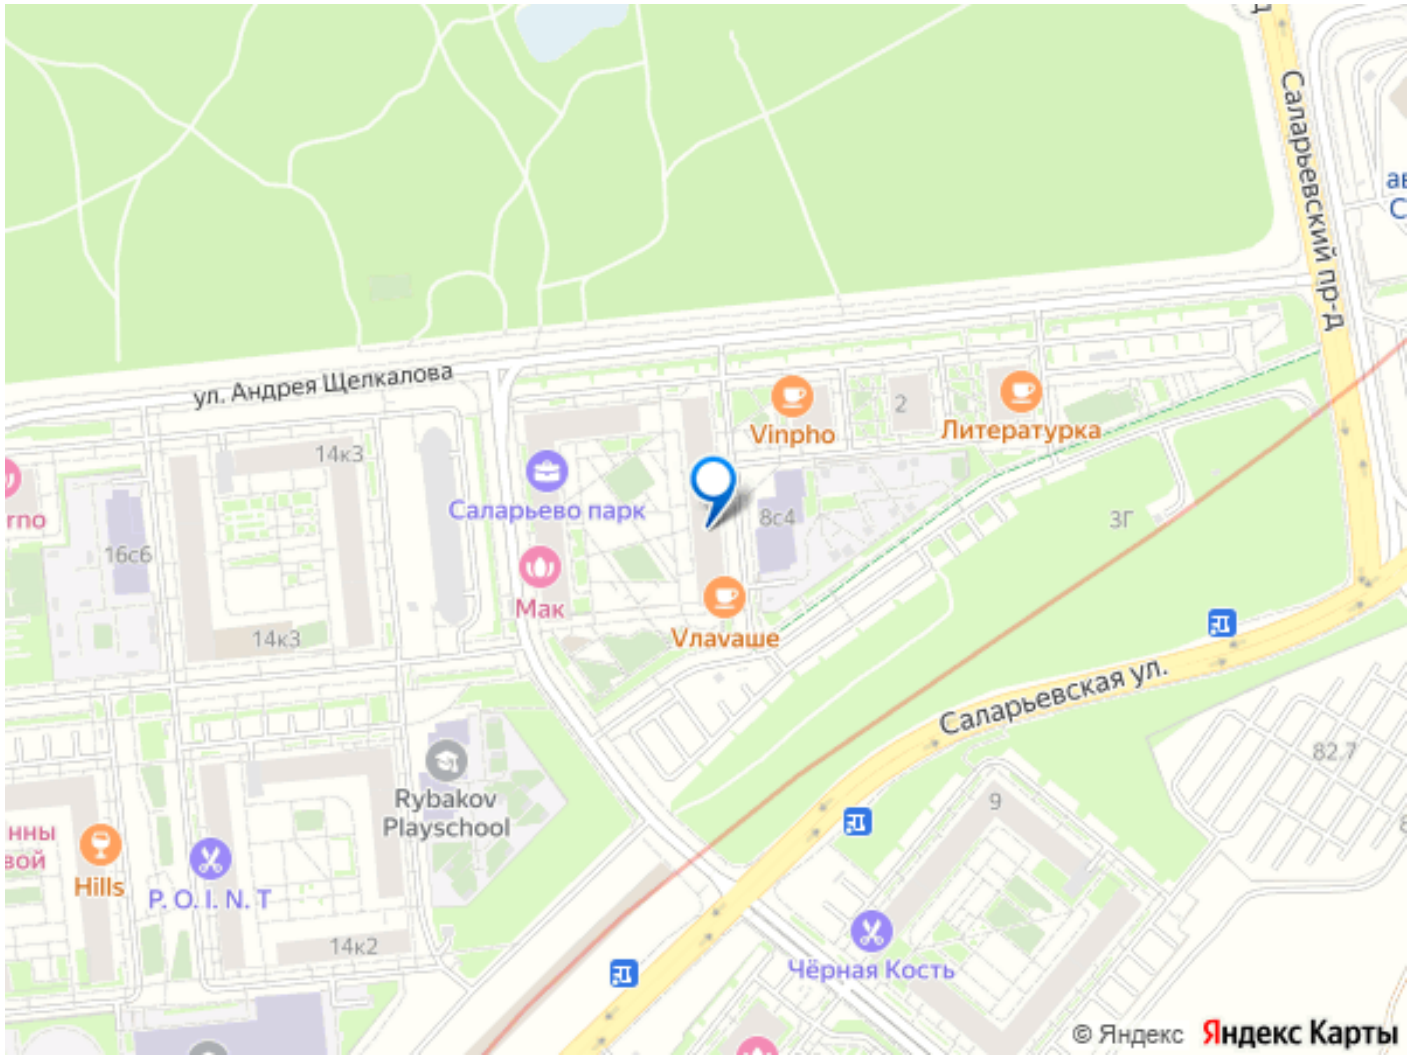 Саларьевский пр-д
ул. Андрея Щелкалова
Vinpho
2
Литературка
14к3
Саларьево парк
8с4
3Г
rno
16с6
Мак
14к3
Vлаvаше
Саларьевская ул.
82.7
Rybakov
Playschool
9
Hills
P. O. I. N. T
14к2
Чёрная Кость
© Яндекс Яндекс Карты